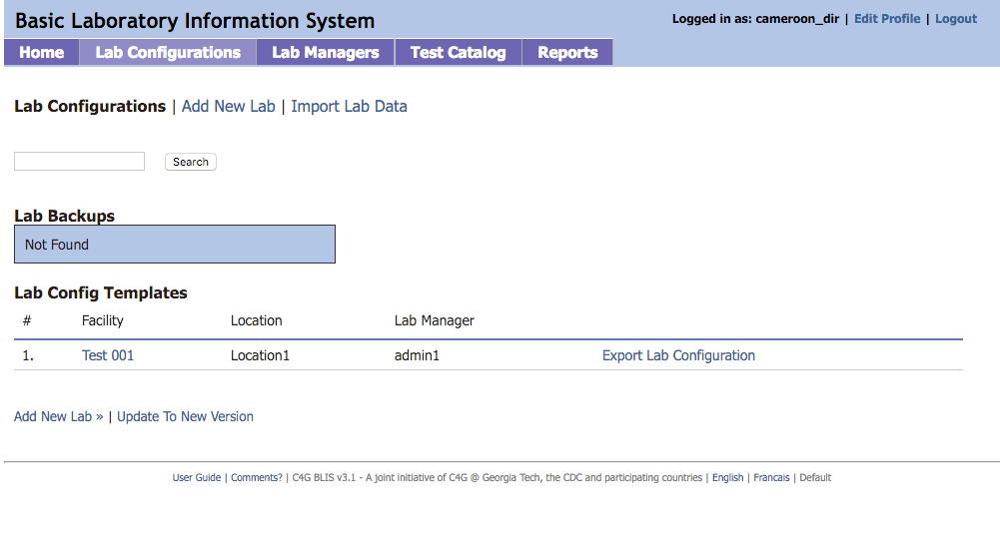 Basic Laboratory Information System
Logged in as: cameroon_dir | Edit Profile | Logout
Home Lab Configurations Lab Managers Test Catalog Reports
Lab Configurations | Add New Lab | Import Lab Data
Search
Lab Backups
Not Found
Lab Config Templates
# Facility Location Lab Manager
1. Test 001 Location1 admin1 Export Lab Configuration
Add New Lab » | Update To New Version
User Guide | Comments? | C4G BLIS v3.1 - A joint initiative of C4G @ Georgia Tech, the CDC and participating countries | English | Francais | Default